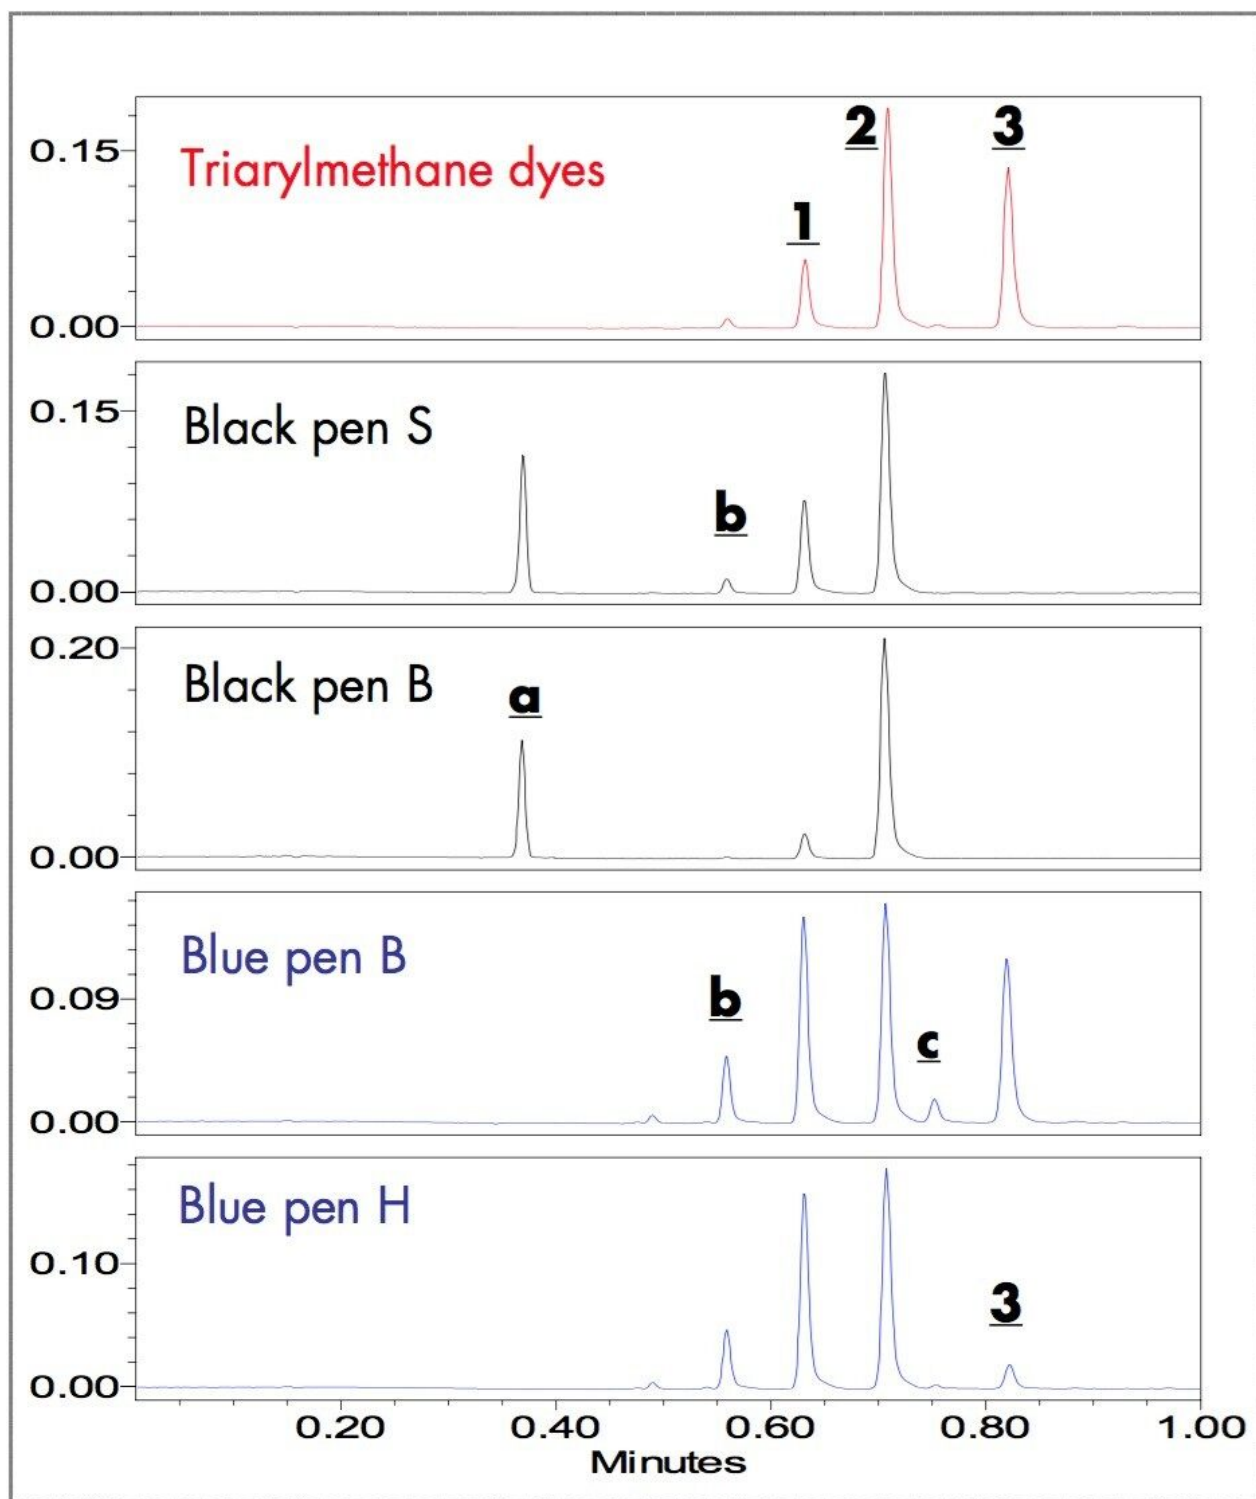 2 3
0.15
Triarylmethane dyes
1
0.00
0.15
Black pen S
b
0.00
0.20
Black pen B
a
0.00
Blue pen B
0.09
b
c
0.00
Blue pen H
0.10
3
0.00
0.20 0.40 0.60 0.80 1.00
Minutes